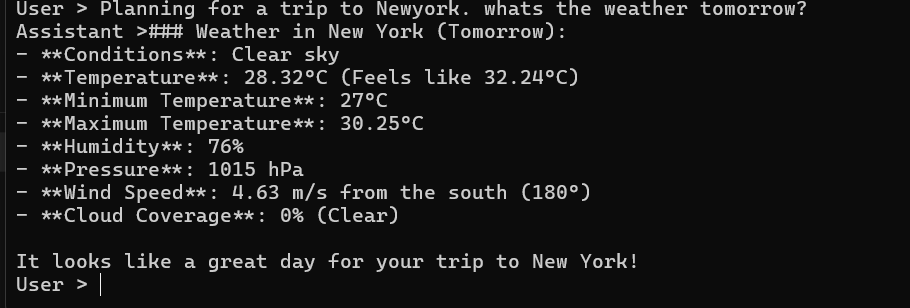 User > Planning for a trip to Newyork. whats the weather tomorrow?
Assistant >### Weather in New York (Tomorrow):
- **Conditions**: Clear sky
- **Temperature**: 28.32°C (Feels like 32.24°C)
- **Minimum Temperature**: 27°C
- **Maximum Temperature**: 30.25°C
- **Humidity**: 76%
- **Pressure**: 1015 hPa
- **Wind Speed**: 4.63 m/s from the south (180°)
- **Cloud Coverage**: 0% (Clear)
It looks like a great day for your trip to New York!
User >